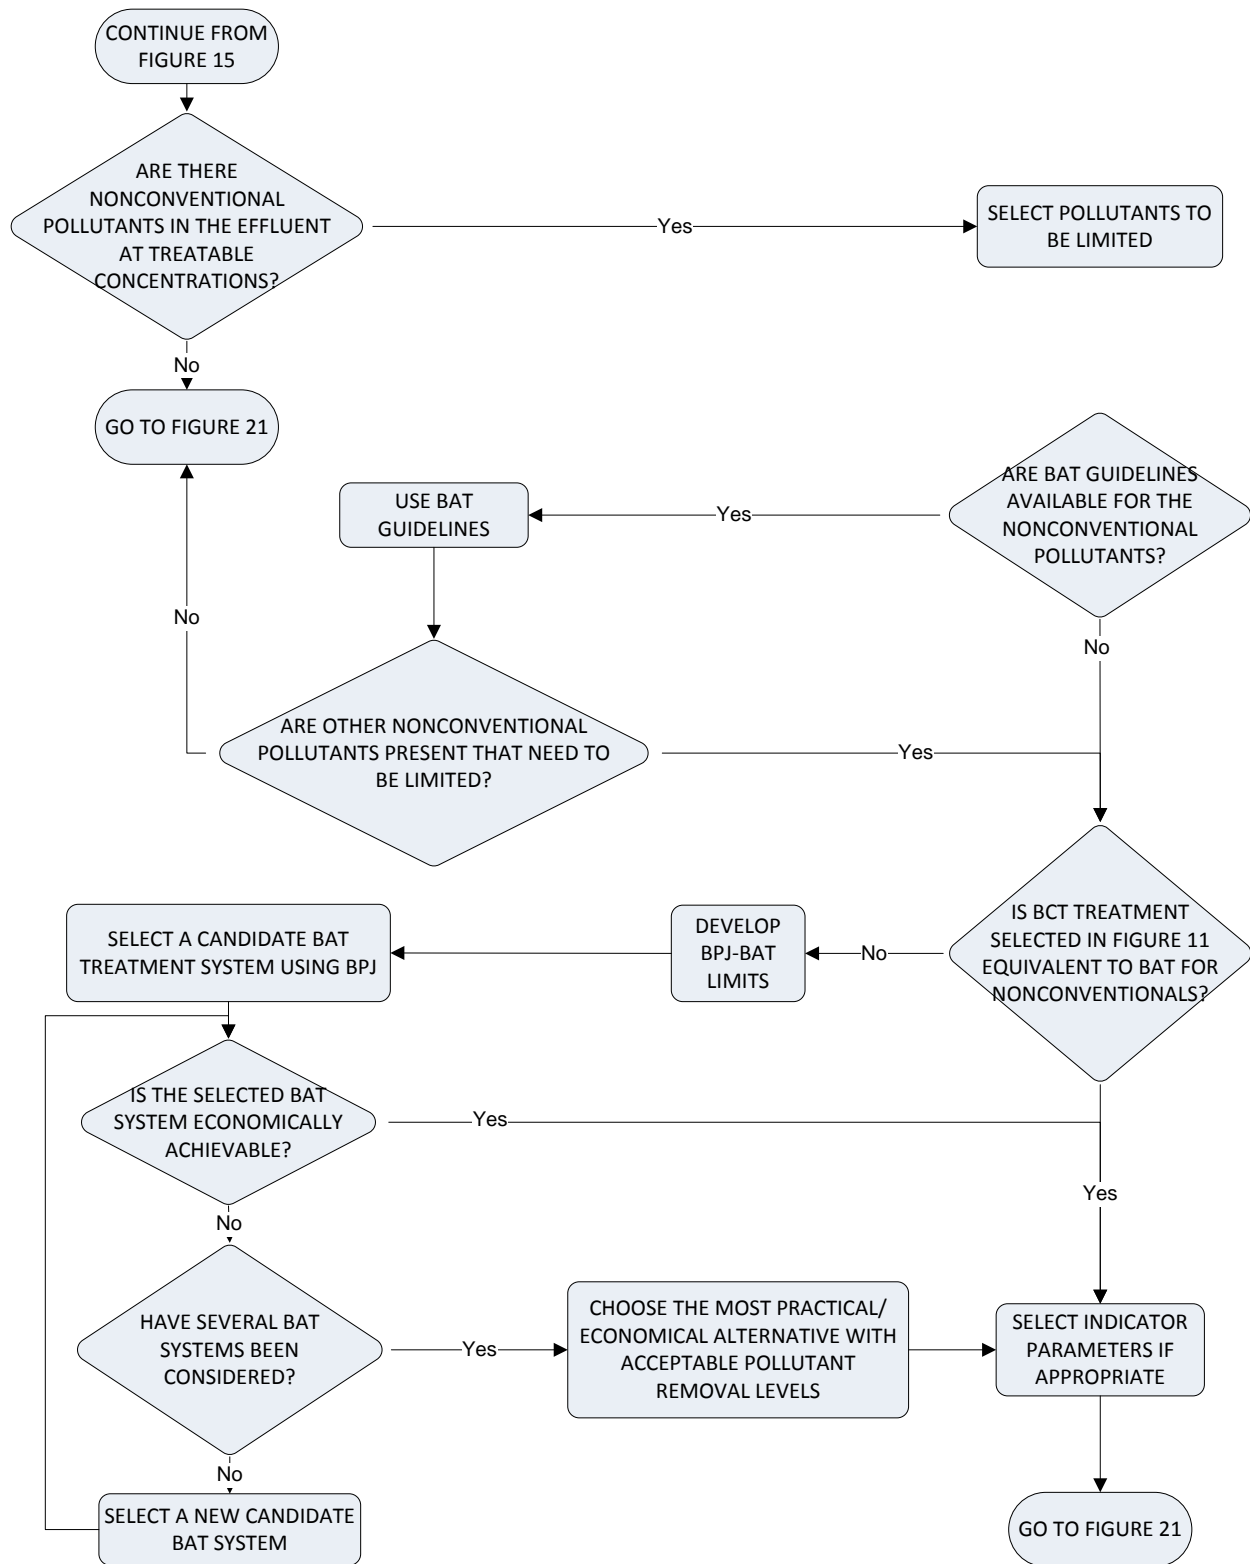 CONTINUE FROM
FIGURE 15
ARE THERE
NONCONVENTIONAL
POLLUTANTS IN THE EFFLUENT
AT TREATABLE
CONCENTRATIONS?
Yes
SELECT POLLUTANTS TO
BE LIMITED
No
GO TO FIGURE 21
ARE BAT GUIDELINES
AVAILABLE FOR THE
NONCONVENTIONAL
POLLUTANTS?
Yes
USE BAT
GUIDELINES
No
No
ARE OTHER NONCONVENTIONAL
POLLUTANTS PRESENT THAT NEED TO
BE LIMITED?
Yes
IS BCT TREATMENT
SELECTED IN FIGURE 11
EQUIVALENT TO BAT FOR
NONCONVENTIONALS?
No
DEVELOP
BPJ-BAT
LIMITS
SELECT A CANDIDATE BAT
TREATMENT SYSTEM USING BPJ
IS THE SELECTED BAT
SYSTEM ECONOMICALLY
ACHIEVABLE?
Yes
Yes
No
HAVE SEVERAL BAT
SYSTEMS BEEN
CONSIDERED?
Yes
CHOOSE THE MOST PRACTICAL/
ECONOMICAL ALTERNATIVE WITH
ACCEPTABLE POLLUTANT
REMOVAL LEVELS
SELECT INDICATOR
PARAMETERS IF
APPROPRIATE
No
SELECT A NEW CANDIDATE
BAT SYSTEM
GO TO FIGURE 21